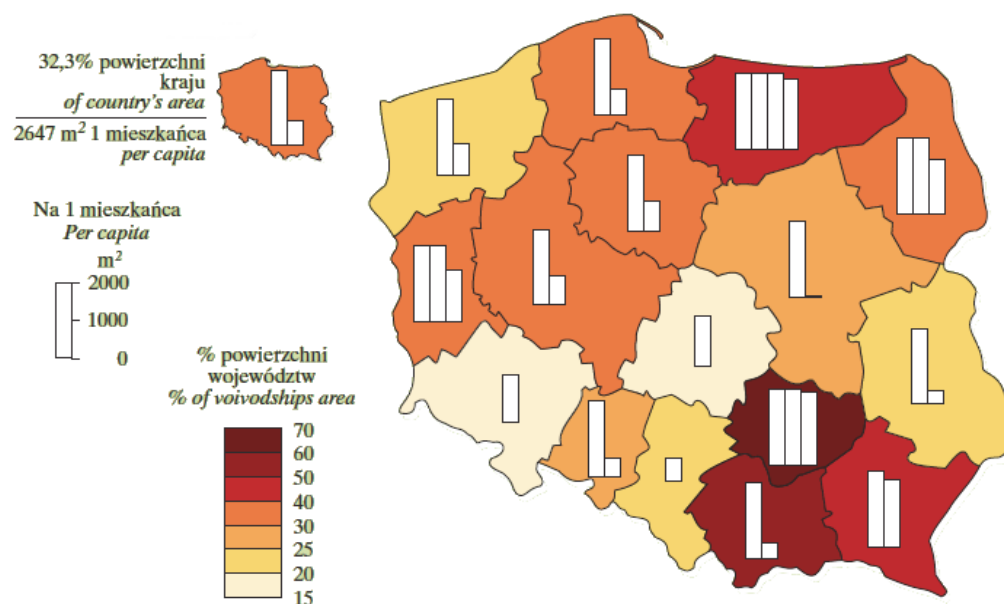 32,3% powierzchni
kraju
of country's area
2647 m² 1 mieszkańca
per capita
Na 1 mieszkańca
Per capita
m²
2000
1000
0
% powierzchni
województw
% of voivodships area
70
60
50
40
30
25
20
15